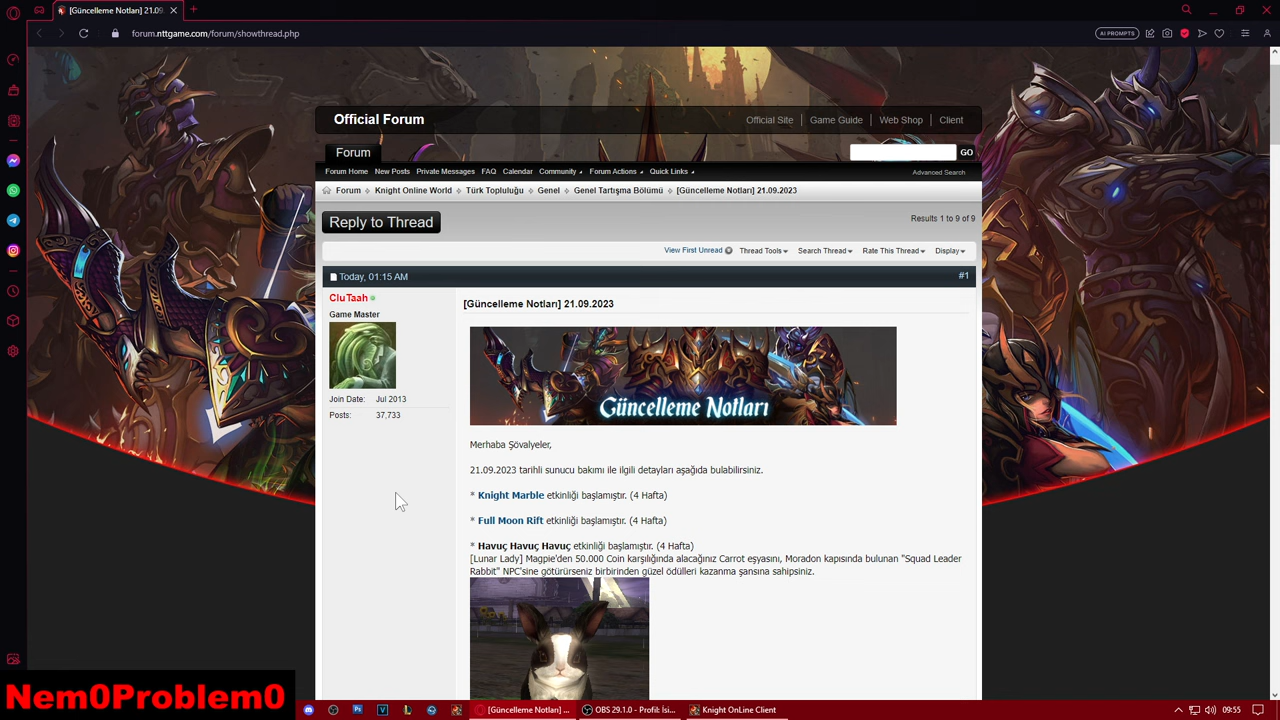 [Güncelleme Notları] 21.09.
forum.nttgame.com/forum/showthread.php
AI PROMPTS
Official Forum
Official Site
Game Guide
Web Shop
Client
Forum
GO
Forum Home
New Posts
Private Messages
FAQ
Calendar
Community
Forum Actions
Quick Links
Advanced Search
Forum
Knight Online World
Türk Topluluğu
Genel
Genel Tartışma Bölümü
[Güncelleme Notları] 21.09.2023
Reply to Thread
Results 1 to 9 of 9
View First Unread
Thread Tools
Search Thread
Rate This Thread
Display
Today, 01:15 AM
#1
CluTaah
Game Master
Join Date: Jul 2013
Posts: 37,733
[Güncelleme Notları] 21.09.2023
Güncelleme Notları
Merhaba Şövalyeler,
21.09.2023 tarihli sunucu bakımı ile ilgili detayları aşağıda bulabilirsiniz.
* Knight Marble etkinliği başlamıştır. (4 Hafta)
* Full Moon Rift etkinliği başlamıştır. (4 Hafta)
* Havuç Havuç Havuç etkinliği başlamıştır. (4 Hafta)
[Lunar Lady] Magpie'den 50.000 Coin karşılığında alacağınız Carrot eşyasını, Moradon kapısında bulunan "Squad Leader
Rabbit" NPC'sine götürürseniz birbirinden güzel ödülleri kazanma şansına sahipsiniz.
Nem0Problem0
[Güncelleme Notları] ...
OBS 29.1.0 - Profil: İsi...
Knight OnLine Client
09:55